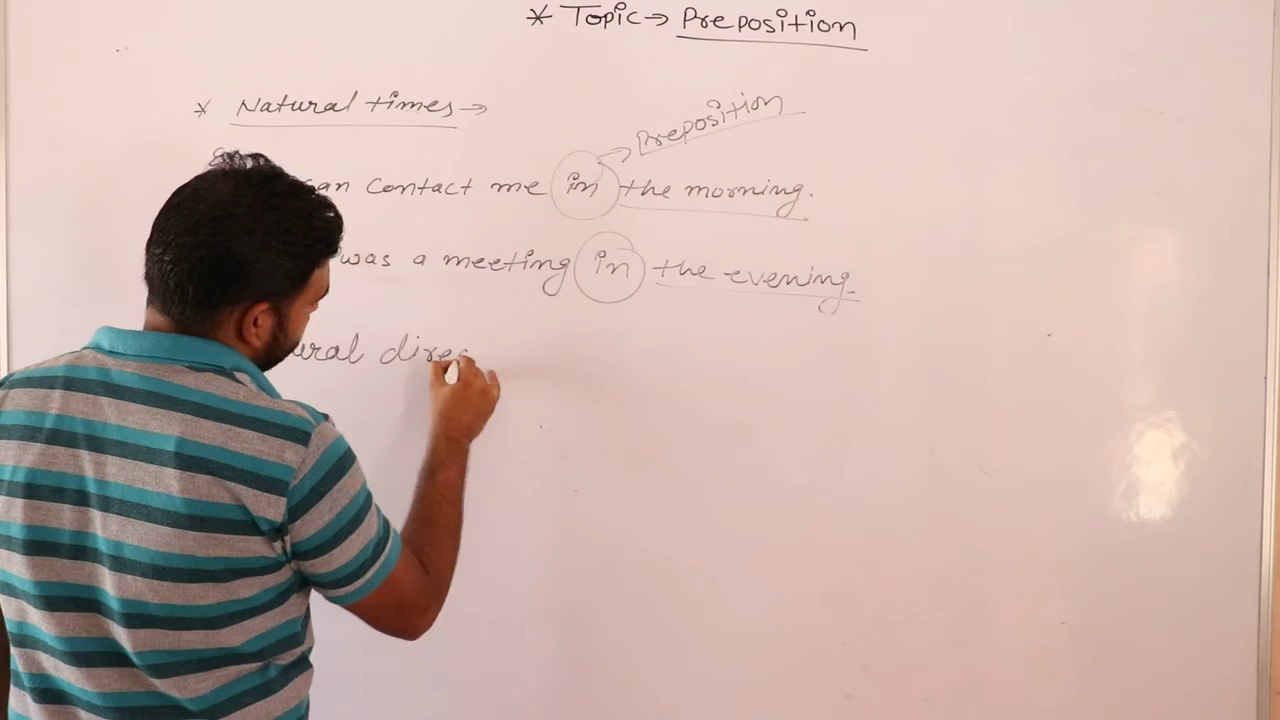 * Topic → Preposition
* Natural times →
Preposition
can contact me in the morning.
was a meeting in the evening.
ural dire